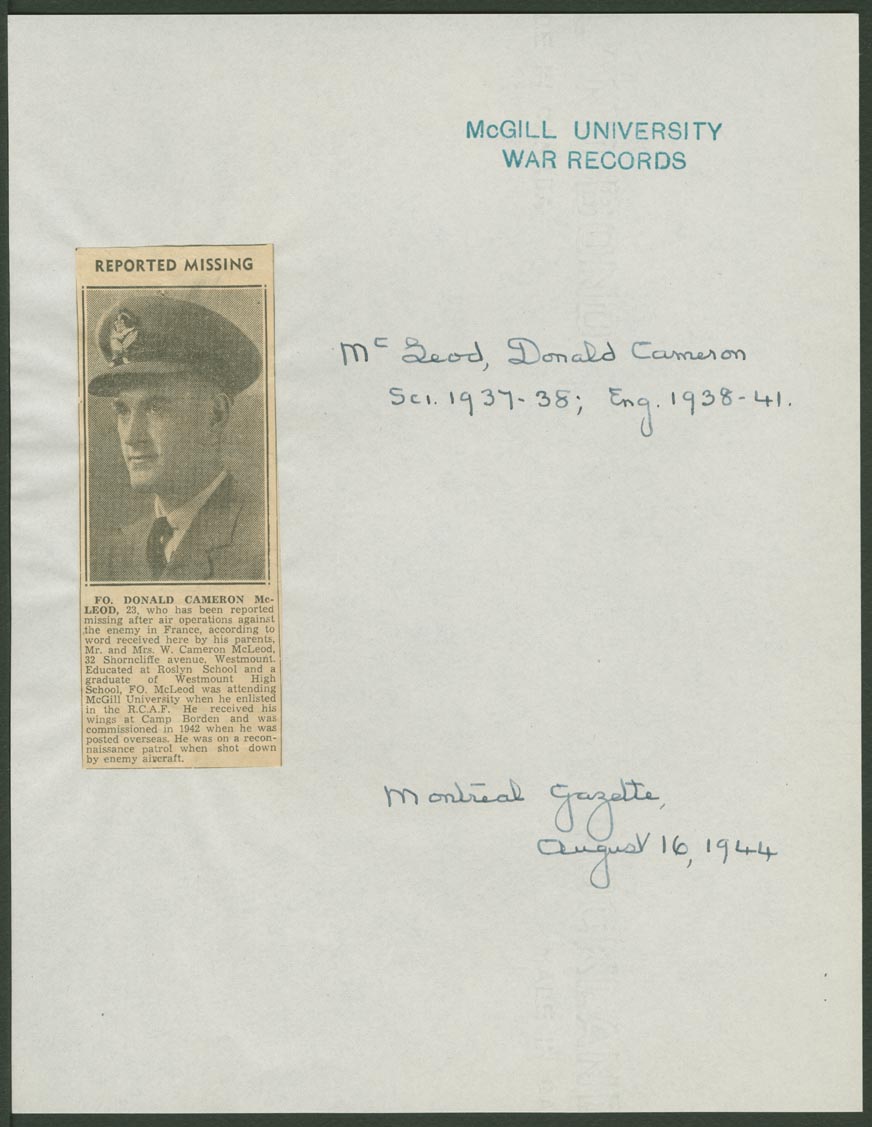 McGILL UNIVERSITY
WAR RECORDS
REPORTED MISSING
Mc Leod, Donald Cameron
Sci. 1937-38; Eng. 1938-41.
FO. DONALD CAMERON Mc-
LEOD, 23, who has been reported
missing after air operations against
the enemy in France, according to
word received here by his parents,
Mr. and Mrs. W. Cameron McLeod,
32 Shorncliffe avenue, Westmount.
Educated at Roslyn School and a
graduate of Westmount High
School, FO. McLeod was attending
McGill University when he enlisted
in the R.C.A.F. He received his
wings at Camp Borden and was
commissioned in 1942 when he was
posted overseas. He was on a recon-
naissance patrol when shot down
by enemy aircraft.
Montreal Gazette,
August 16, 1944